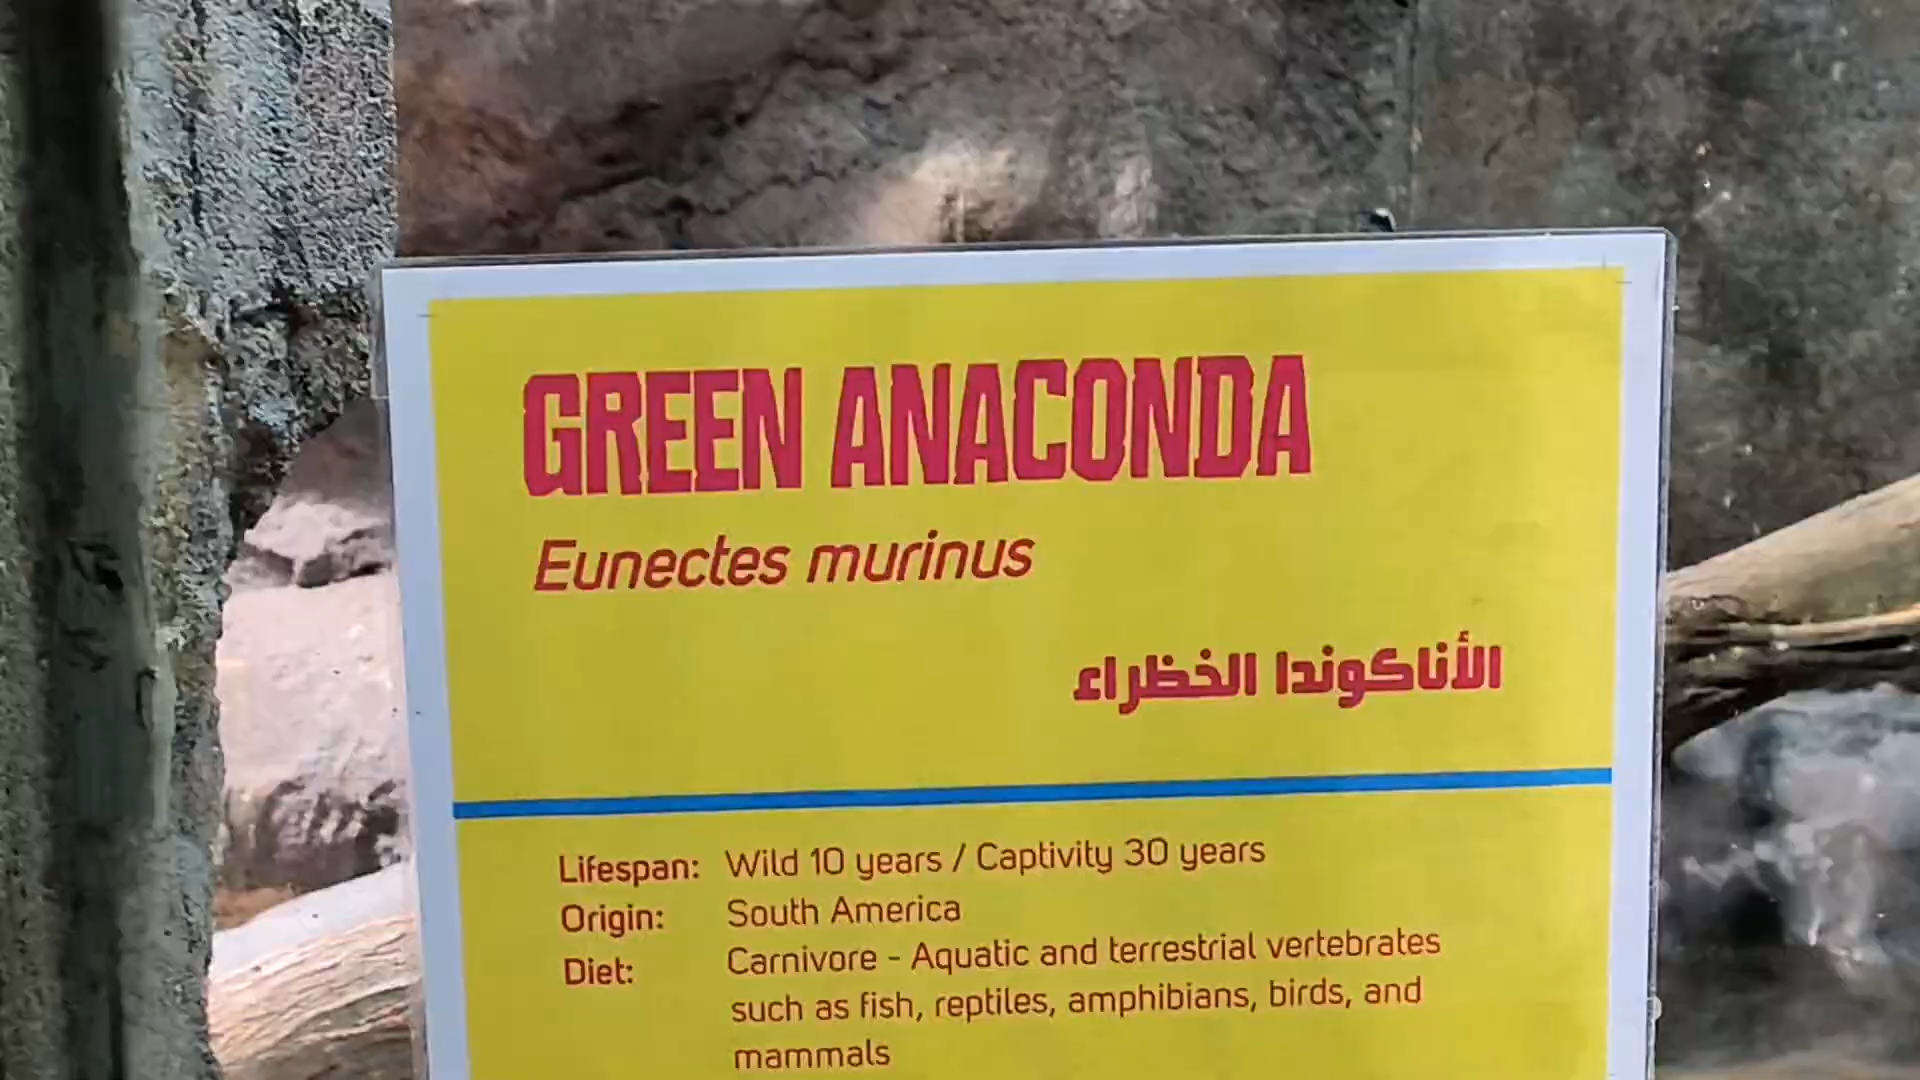 GREEN ANACONDA
Eunectes murinus
الأناكوندا الخظراء
Lifespan: Wild 10 years / Captivity 30 years
Origin: South America
Diet: Carnivore - Aquatic and terrestrial vertebrates
such as fish, reptiles, amphibians, birds, and
mammals